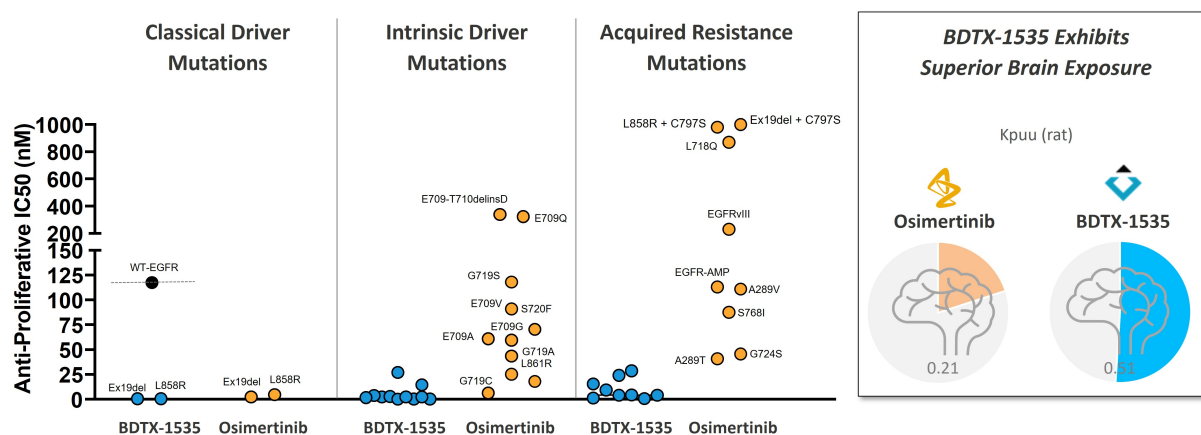 Classical Driver
Mutations
Intrinsic Driver
Mutations
Acquired Resistance
Mutations
Anti-Proliferative IC50 (nM)
1000
800
600
400
200
150
125
100
75
50
25
0
WT-EGFR
Ex19del
L858R
Ex19del
L858R
E709-T710delinsD
E709Q
G719S
E709V
S720F
E709A
E709G
G719A
L861R
G719C
L858R + C797S
Ex19del + C797S
L718Q
EGFRvIII
EGFR-AMP
A289V
S768I
A289T
G724S
BDTX-1535
Osimertinib
BDTX-1535
Osimertinib
BDTX-1535
Osimertinib
BDTX-1535 Exhibits
Superior Brain Exposure
Kpuu (rat)
Osimertinib
BDTX-1535
0.21
0.51